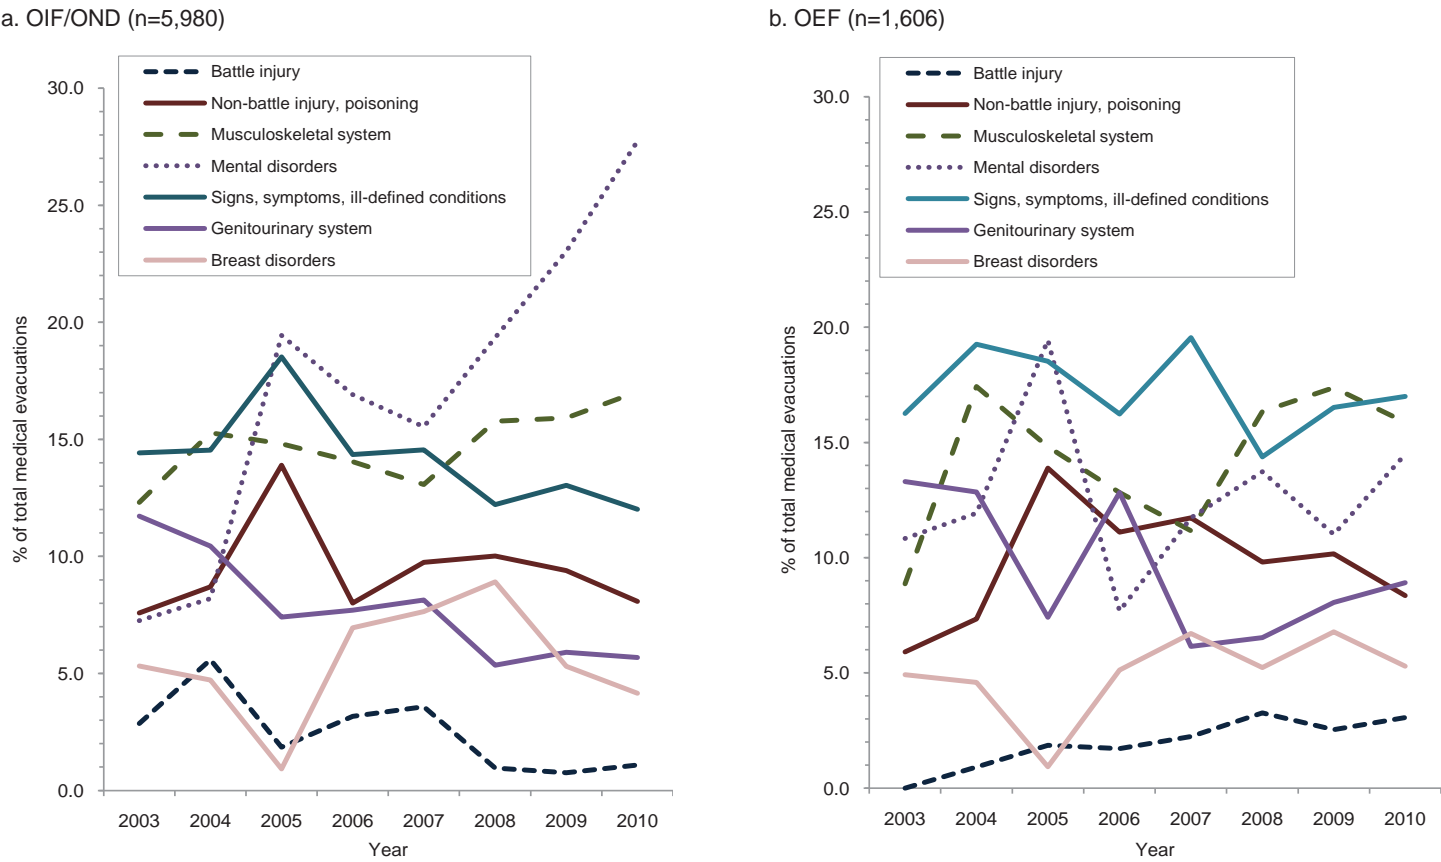 a. OIF/OND (n=5,980)
Battle injury
Non-battle injury, poisoning
Musculoskeletal system
Mental disorders
Signs, symptoms, ill-defined conditions
Genitourinary system
Breast disorders
30.0
25.0
20.0
15.0
10.0
5.0
0.0
% of total medical evacuations
2003 2004 2005 2006 2007 2008 2009 2010
Year
b. OEF (n=1,606)
Battle injury
Non-battle injury, poisoning
Musculoskeletal system
Mental disorders
Signs, symptoms, ill-defined conditions
Genitourinary system
Breast disorders
30.0
25.0
20.0
15.0
10.0
5.0
0.0
% of total medical evacuations
2003 2004 2005 2006 2007 2008 2009 2010
Year